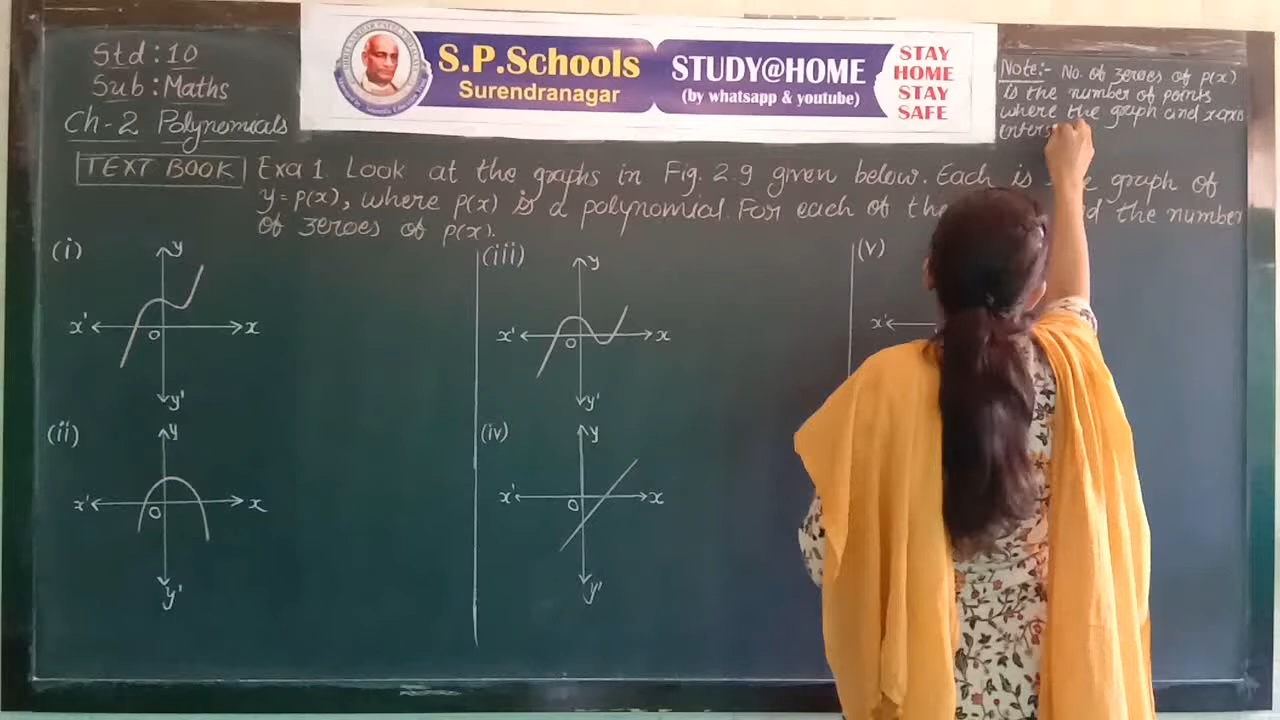 Std : 10
Sub : Maths
Ch-2 Polynomials
S.P.Schools
Surendranagar
STUDY@HOME
(by whatsapp & youtube)
STAY
HOME
STAY
SAFE
Note:- No. of zeroes of p(x)
is the number of points
where the graph and x-axis
inters
TEXT BOOK Exa 1. Look at the graphs in Fig. 2.9 given below. Each is graph of
y = p(x), where p(x) is a polynomial. For each of the the number
of zeroes of p(x).
(i)
y
x'
O
x
y'
(ii)
y
x'
O
x
y'
(iii)
y
x'
O
x
y'
(iv)
y
x'
O
x
y'
(v)
x'